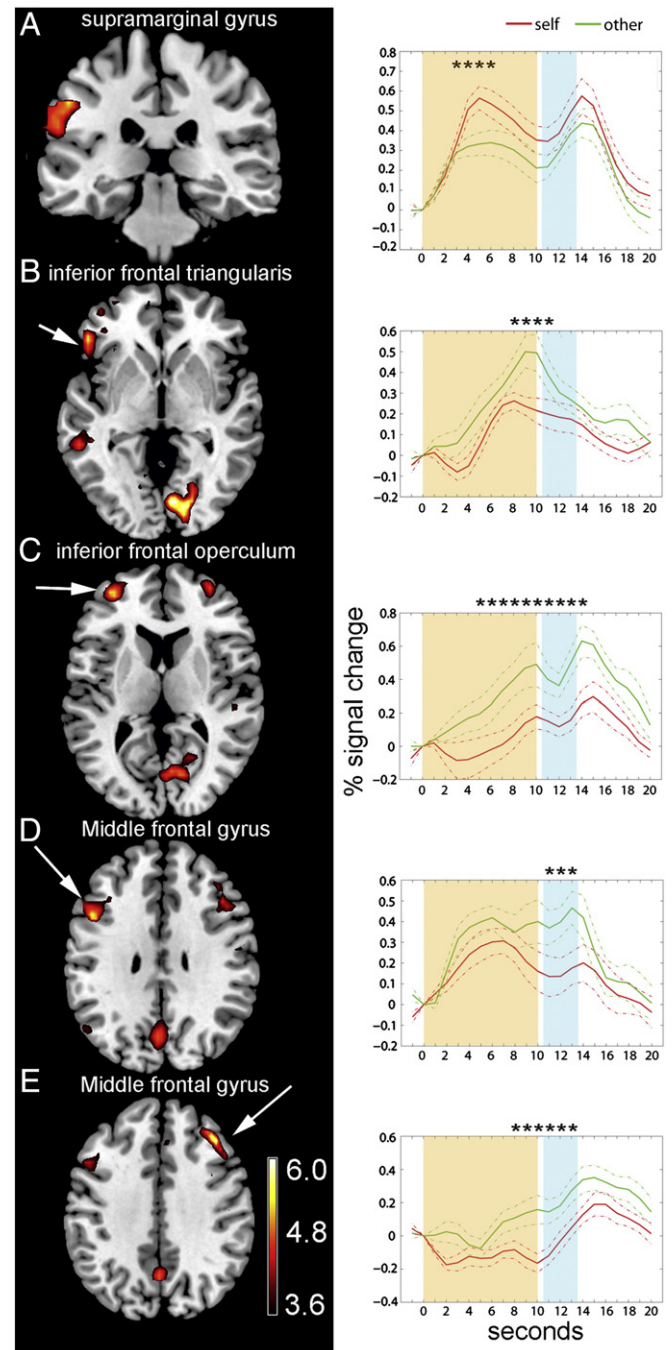 A
supramarginal gyrus
self other
****
0.8
0.7
0.6
0.5
0.4
0.3
0.2
0.1
0
−0.1
−0.2
0 2 4 6 8 10 12 14 16 18 20
B
inferior frontal triangularis
****
0.6
0.5
0.4
0.3
0.2
0.1
0
−0.1
−0.2
0 2 4 6 8 10 12 14 16 18 20
C
inferior frontal operculum
**********
0.8
0.6
0.4
0.2
0
−0.2
0 2 4 6 8 10 12 14 16 18 20
% signal change
D
Middle frontal gyrus
***
0.6
0.5
0.4
0.3
0.2
0.1
0
−0.1
−0.2
0 2 4 6 8 10 12 14 16 18 20
E
Middle frontal gyrus
6.0
4.8
3.6
******
0.6
0.4
0.2
0
−0.2
−0.4
0 2 4 6 8 10 12 14 16 18 20
seconds